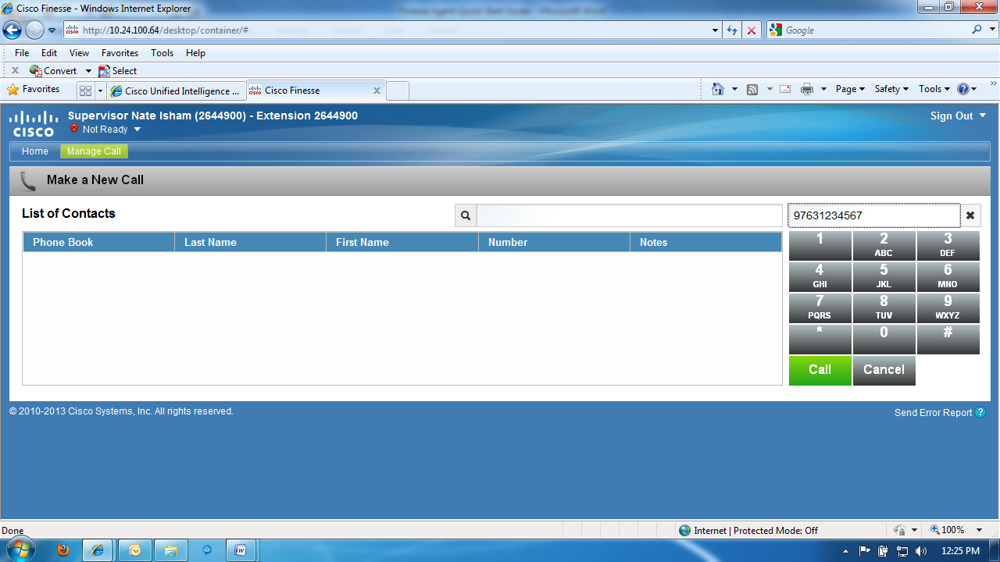 Cisco Finesse - Windows Internet Explorer
http://10.24.100.64/desktop/container/#
Google
File Edit View Favorites Tools Help
Convert Select
Favorites
Cisco Unified Intelligence ...
Cisco Finesse
Page Safety Tools
CISCO
Supervisor Nate Isham (2644900) - Extension 2644900
Not Ready
Sign Out
Home Manage Call
Make a New Call
List of Contacts
97631234567
Phone Book Last Name First Name Number Notes
1 2 ABC 3 DEF
4 GHI 5 JKL 6 MNO
7 PQRS 8 TUV 9 WXYZ
* 0 #
Call Cancel
© 2010-2013 Cisco Systems, Inc. All rights reserved.
Send Error Report ?
Done
Internet | Protected Mode: Off
100%
12:25 PM